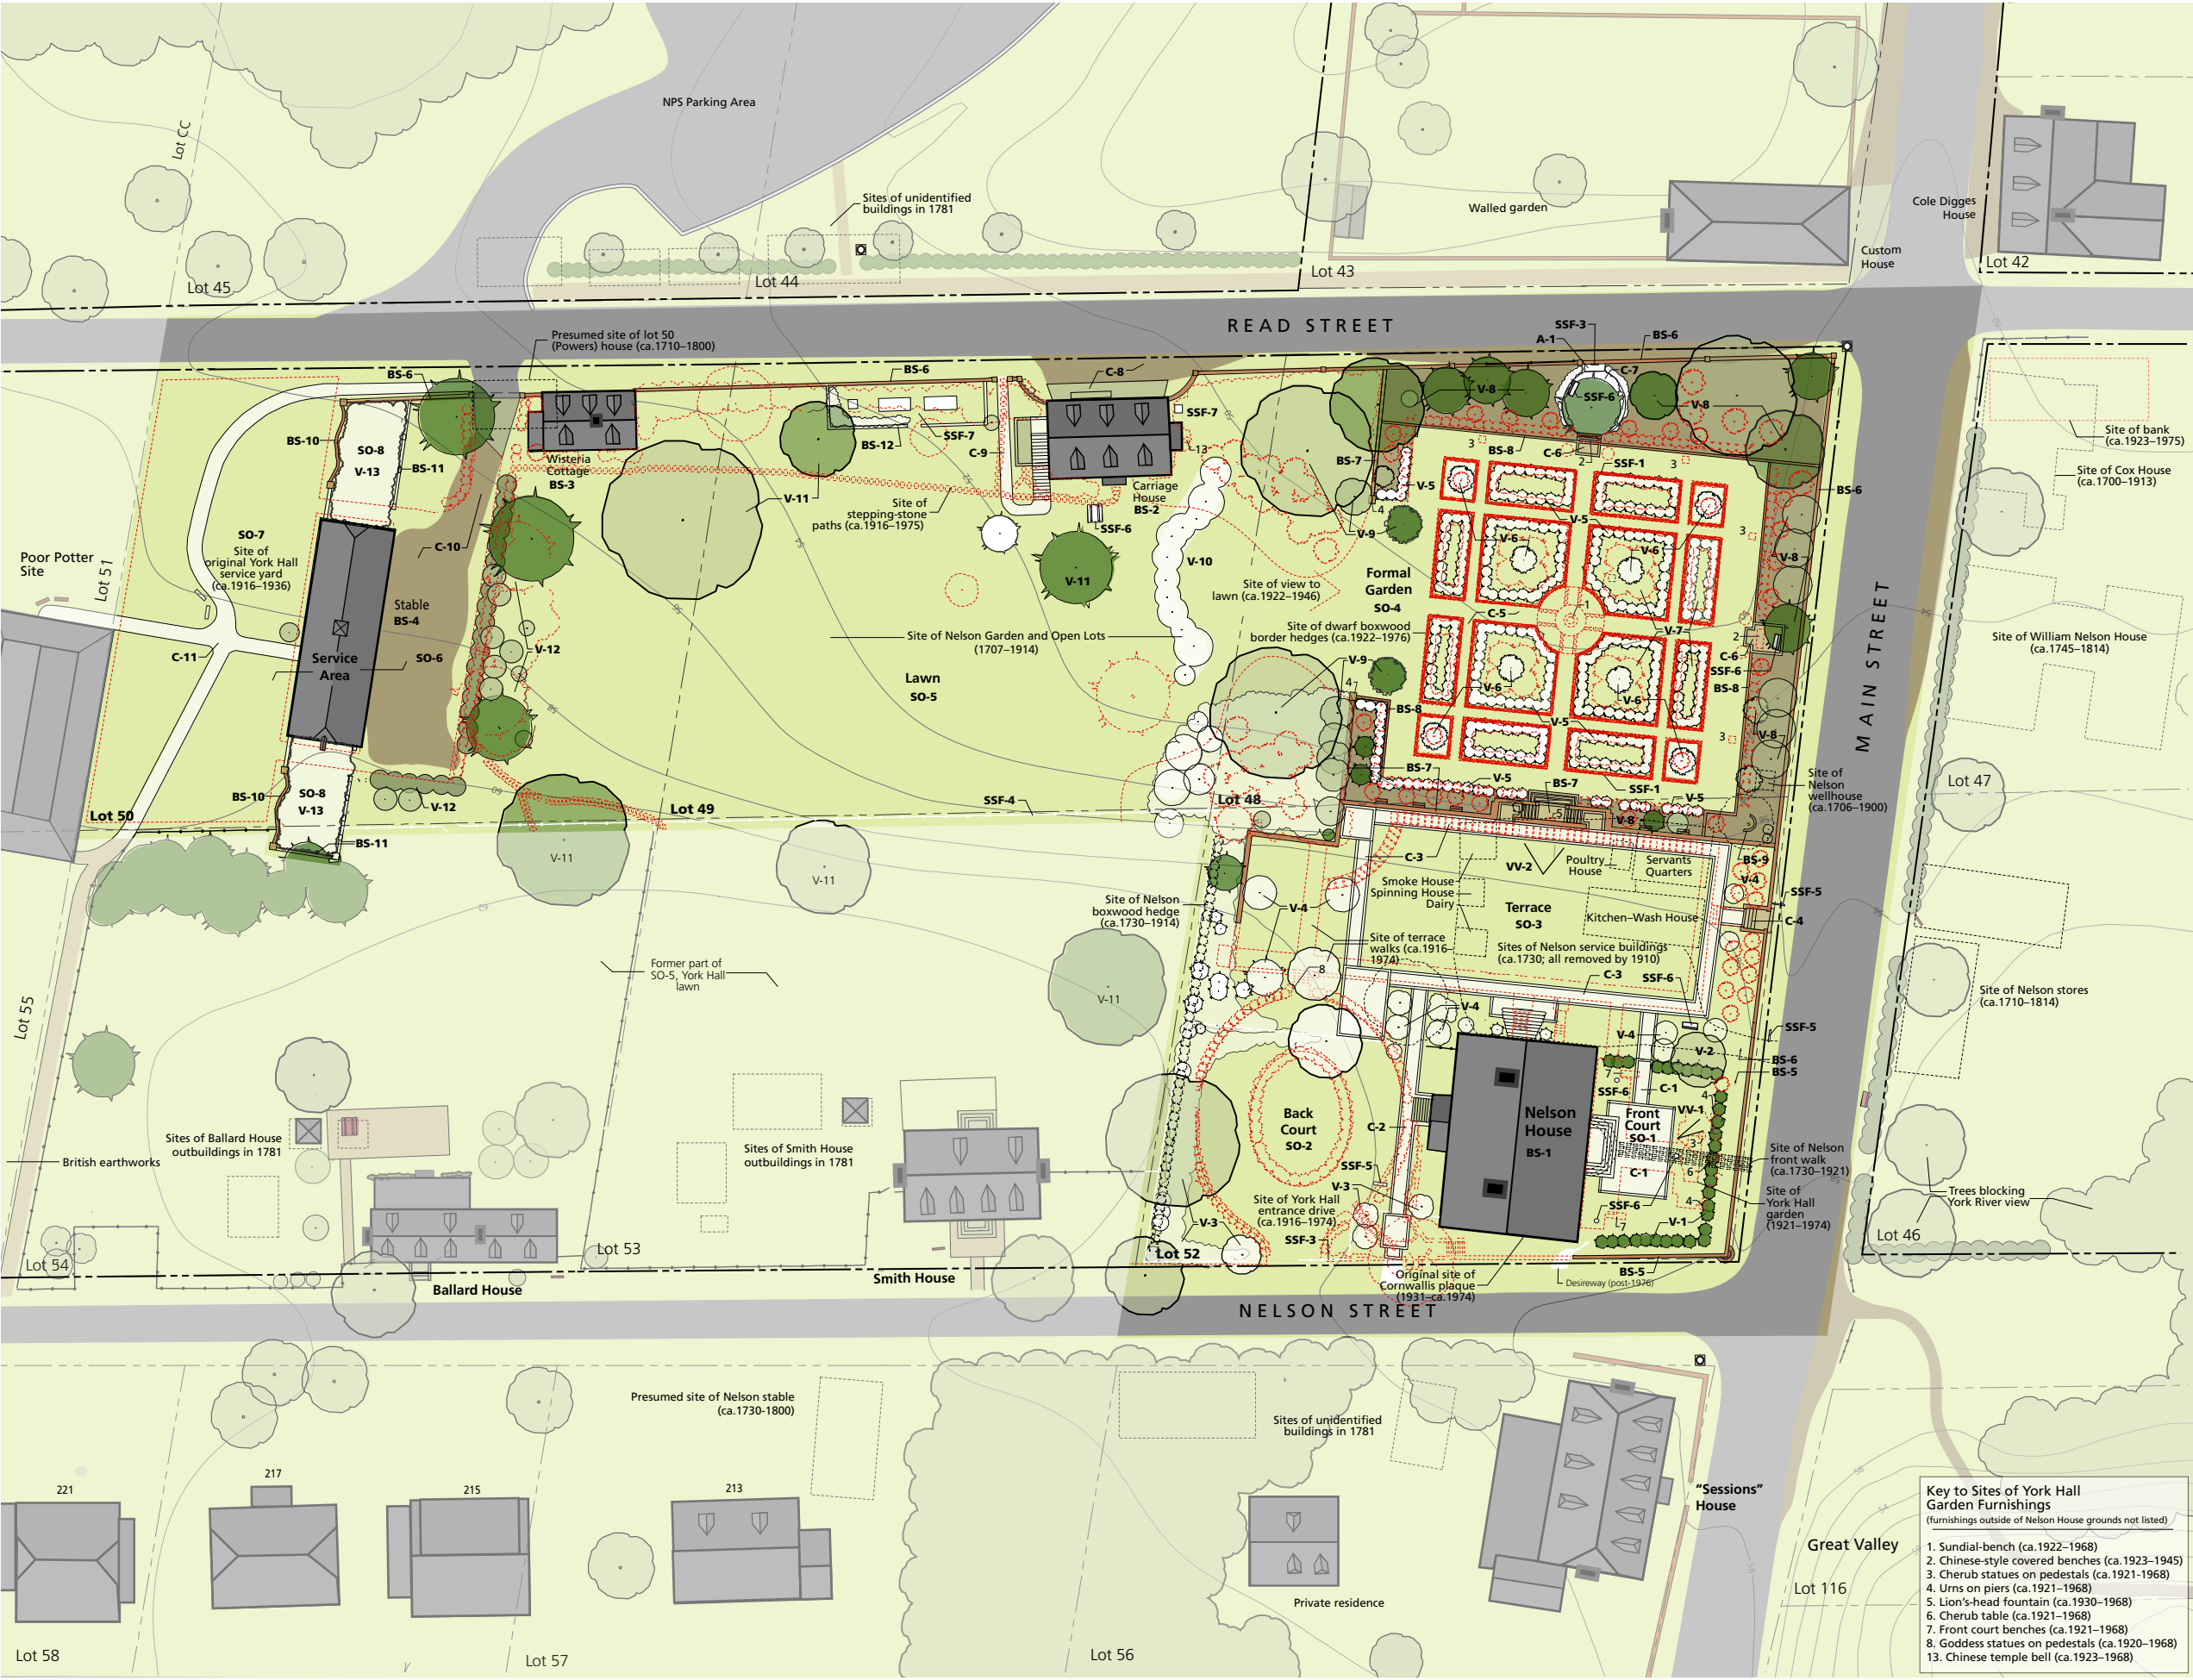 NPS Parking Area
Lot CC
Sites of unidentified
buildings in 1781
Walled garden
Cole Digges
House
Custom
House
Lot 45
Lot 44
Lot 43
Lot 42
READ STREET
Presumed site of lot 50
(Powers) house (ca.1710–1800)
SSF-3
A-1
BS-6
C-7
SSF-6
BS-6
BS-6
C-8
V-8
V-8
BS-10
SO-8
V-13
BS-11
Wisteria
Cottage
BS-3
BS-12
SSF-7
C-9
SSF-7
13
Carriage
House
BS-2
SSF-6
Site of
stepping-stone
paths (ca.1916–1975)
V-11
V-11
V-10
BS-7
V-5
4
V-9
3
BS-8
C-6
2
SSF-1
3
BS-6
Site of bank
(ca.1923–1975)
Site of Cox House
(ca.1700–1913)
SO-7
Site of
original York Hall
service yard
(ca.1916–1936)
C-10
Poor Potter
Site
Lot 51
Stable
BS-4
C-11
Service
Area
SO-6
V-12
V-5
V-6
V-6
3
V-8
Formal
Garden
SO-4
Site of view to
lawn (ca.1922–1946)
C-5
1
Site of dwarf boxwood
border hedges (ca.1922–1976)
V-7
2
C-6
SSF-6
BS-8
Site of William Nelson House
(ca.1745–1814)
MAIN STREET
Site of Nelson Garden and Open Lots
(1707–1914)
Lawn
SO-5
V-9
4
BS-8
V-6
V-6
V-5
3
V-8
BS-7
V-5
BS-7
SSF-1
V-5
5
V-8
Site of
Nelson
wellhouse
(ca.1706–1900)
Lot 47
BS-10
SO-8
V-13
V-12
BS-11
Lot 50
Lot 49
SSF-4
Lot 48
V-11
V-11
V-11
C-3
VV-2
Poultry
House
Servants
Quarters
BS-9
V-4
SSF-5
C-4
Smoke House
Spinning House
Dairy
Kitchen–Wash House
Terrace
SO-3
Site of Nelson
boxwood hedge
(ca.1730–1914)
V-4
Site of terrace
walks (ca.1916–
1974)
Sites of Nelson service buildings
(ca.1730; all removed by 1910)
8
C-3
SSF-6
Former part of
SO-5, York Hall
lawn
Lot 55
Site of Nelson stores
(ca.1710–1814)
V-4
V-4
SSF-5
V-2
BS-6
BS-5
7
SSF-6
C-1
4
Front
Court
SO-1
VV-1
3
C-1
6
4
SSF-6
7
V-1
Back
Court
SO-2
C-2
Nelson
House
BS-1
SSF-5
V-3
Site of Nelson
front walk
(ca.1730–1921)
Site of
York Hall
garden
(1921–1974)
Trees blocking
York River view
Sites of Ballard House
outbuildings in 1781
British earthworks
Sites of Smith House
outbuildings in 1781
Site of York Hall
entrance drive
(ca.1916–1974)
V-3
SSF-3
Lot 54
Lot 53
Lot 52
Lot 46
Ballard House
Smith House
Original site of
Cornwallis plaque
(1931–ca.1974)
BS-5
Desireway (post-1976)
NELSON STREET
Presumed site of Nelson stable
(ca.1730-1800)
Sites of unidentified
buildings in 1781
221
217
215
213
"Sessions"
House
Great Valley
Lot 116
Private residence
Lot 58
Lot 57
Lot 56
Key to Sites of York Hall
Garden Furnishings
(furnishings outside of Nelson House grounds not listed)
1. Sundial-bench (ca.1922–1968)
2. Chinese-style covered benches (ca.1923–1945)
3. Cherub statues on pedestals (ca.1921-1968)
4. Urns on piers (ca.1921–1968)
5. Lion's-head fountain (ca.1930–1968)
6. Cherub table (ca.1921–1968)
7. Front court benches (ca.1921–1968)
8. Goddess statues on pedestals (ca.1920–1968)
13. Chinese temple bell (ca.1923–1968)